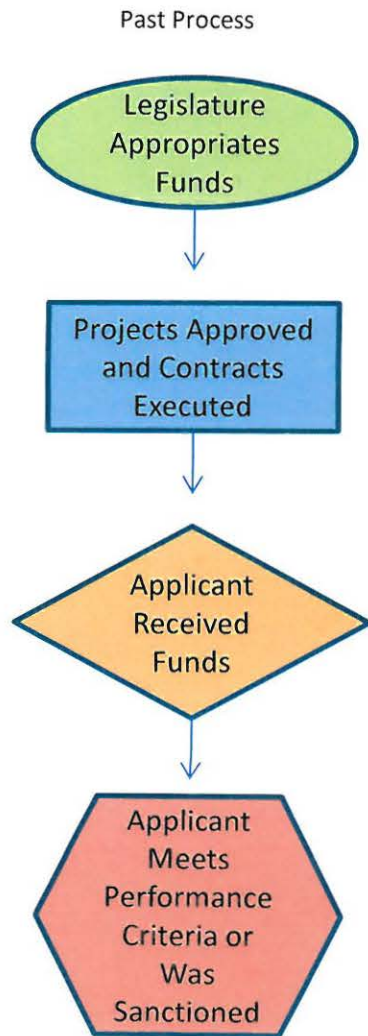 Past Process
Legislature
Appropriates
Funds
Projects Approved
and Contracts
Executed
Applicant
Received
Funds
Applicant
Meets
Performance
Criteria or
Was
Sanctioned